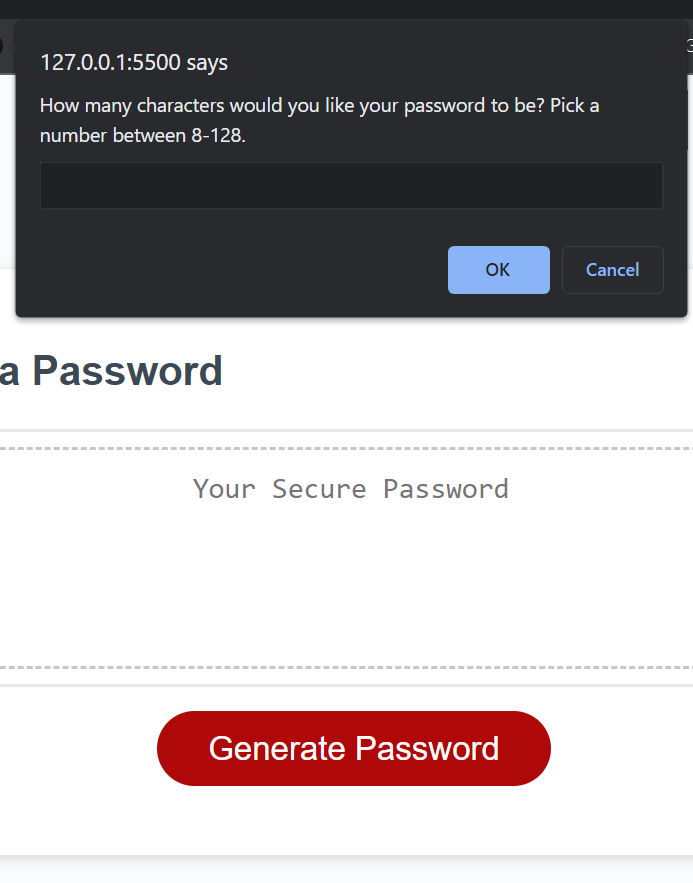 127.0.0.1:5500 says
How many characters would you like your password to be? Pick a
number between 8-128.
OK Cancel
a Password
Your Secure Password
Generate Password